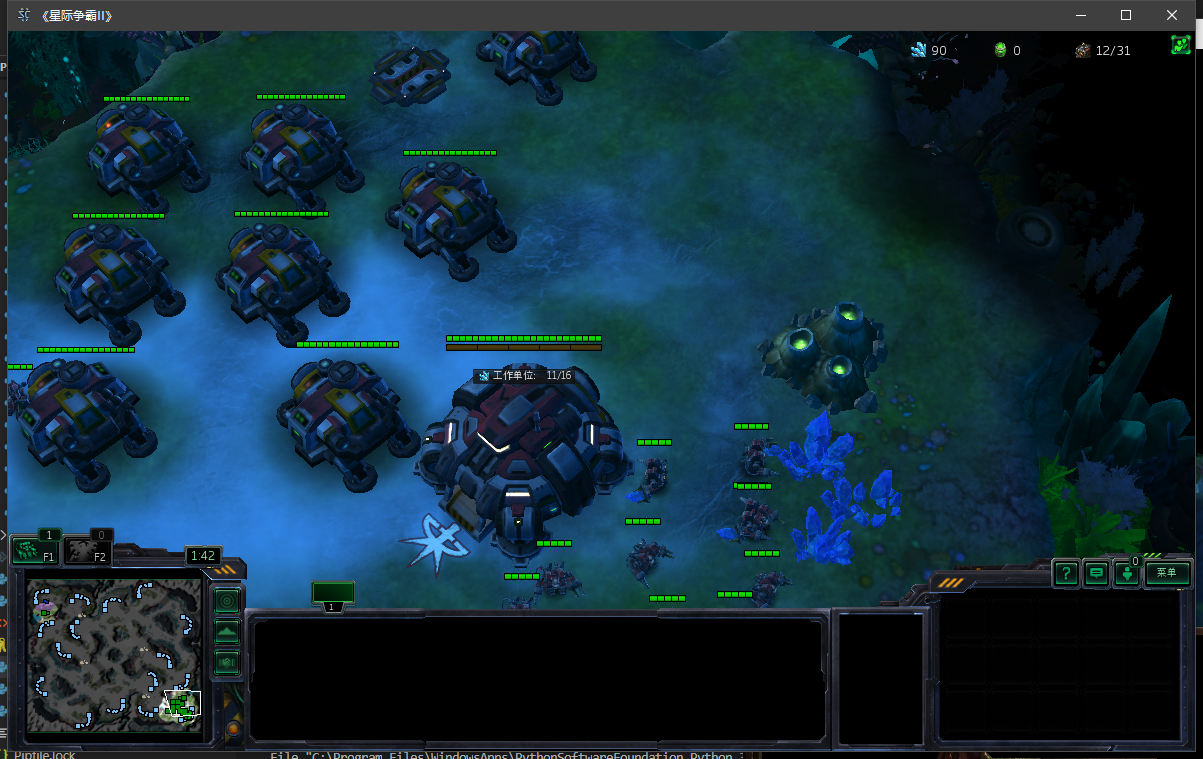 《星际争霸II》
90
0
12/31
工作单位: 11/16
1
0
F1
F2
1:42
1
0
?
菜单
Pipfile.lock
File "C:\Program Files\WindowsApps\PythonSoftwareFoundation.Python